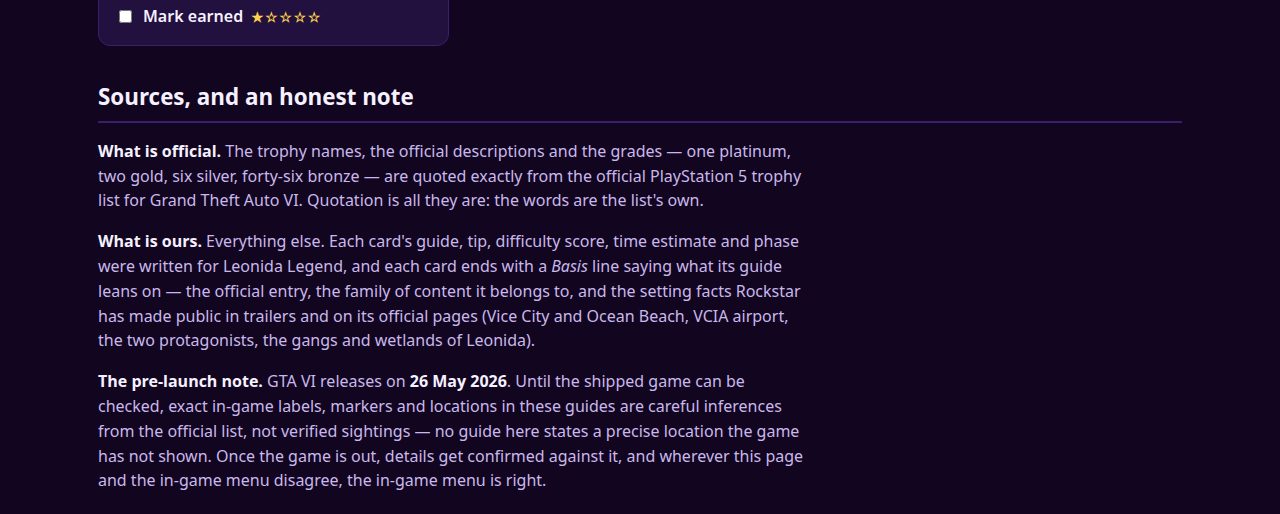 Mark earned ★☆☆☆☆
Sources, and an honest note
What is official. The trophy names, the official descriptions and the grades — one platinum,
two gold, six silver, forty-six bronze — are quoted exactly from the official PlayStation 5 trophy
list for Grand Theft Auto VI. Quotation is all they are: the words are the list's own.
What is ours. Everything else. Each card's guide, tip, difficulty score, time estimate and phase
were written for Leonida Legend, and each card ends with a Basis line saying what its guide
leans on — the official entry, the family of content it belongs to, and the setting facts Rockstar
has made public in trailers and on its official pages (Vice City and Ocean Beach, VCIA airport,
the two protagonists, the gangs and wetlands of Leonida).
The pre-launch note. GTA VI releases on 26 May 2026. Until the shipped game can be
checked, exact in-game labels, markers and locations in these guides are careful inferences
from the official list, not verified sightings — no guide here states a precise location the game
has not shown. Once the game is out, details get confirmed against it, and wherever this page
and the in-game menu disagree, the in-game menu is right.